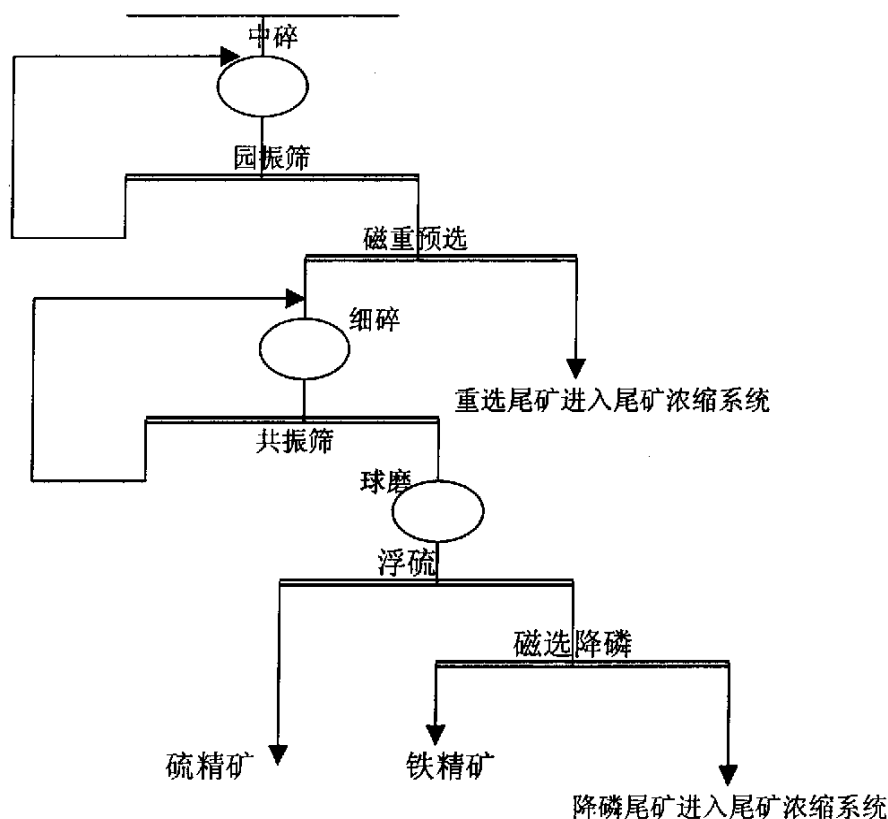 中碎
园振筛
磁重预选
细碎
重选尾矿进入尾矿浓缩系统
共振筛
球磨
浮硫
磁选降磷
硫精矿
铁精矿
降磷尾矿进入尾矿浓缩系统